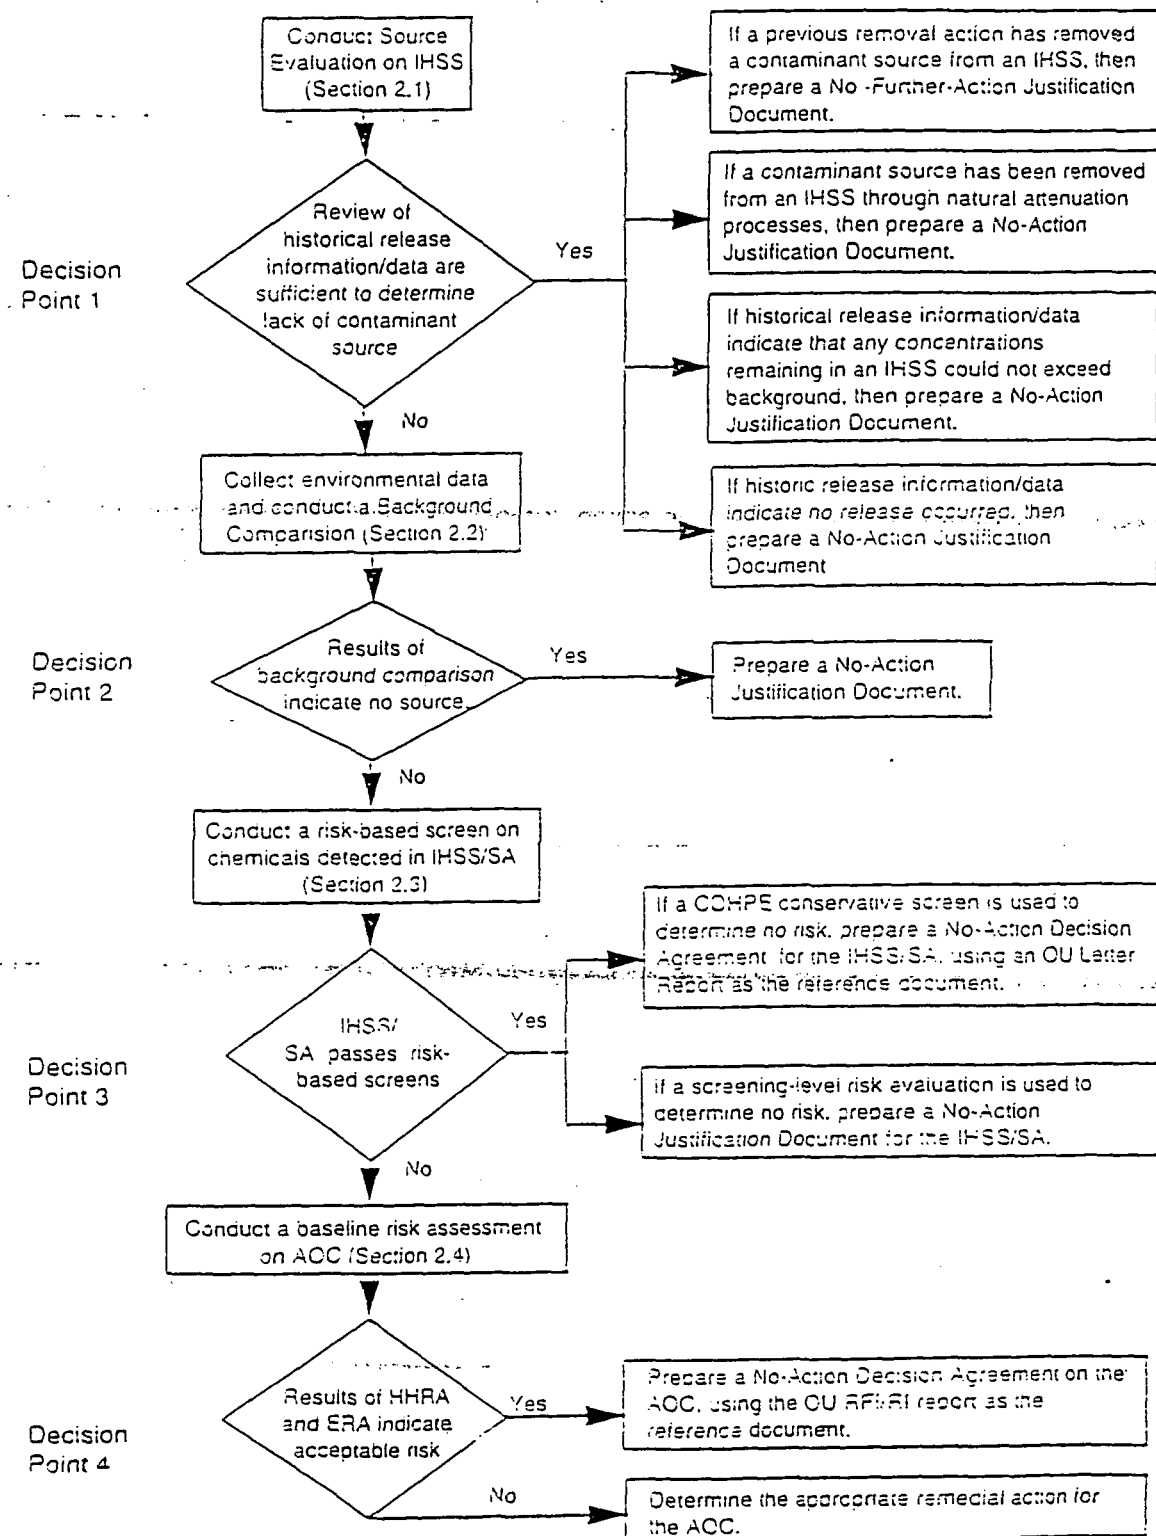 Conduct Source
Evaluation on IHSS
(Section 2.1)
If a previous removal action has removed
a contaminant source from an IHSS, then
prepare a No -Further-Action Justification
Document.
If a contaminant source has been removed
from an IHSS through natural attenuation
processes, then prepare a No-Action
Justification Document.
Decision
Point 1
Review of
historical release
information/data are
sufficient to determine
lack of contaminant
source
Yes
If historical release information/data
indicate that any concentrations
remaining in an IHSS could not exceed
background, then prepare a No-Action
Justification Document.
No
Collect environmental data
and conduct a Background
Comparision (Section 2.2)
If historic release information/data
indicate no release occurred, then
prepare a No-Action Justification
Document
Decision
Point 2
Results of
background comparison
indicate no source
Yes
Prepare a No-Action
Justification Document.
No
Conduct a risk-based screen on
chemicals detected in IHSS/SA
(Section 2.3)
If a CDHPE conservative screen is used to
determine no risk, prepare a No-Action Decision
Agreement for the IHSS/SA, using an OU Letter
Report as the reference document.
Decision
Point 3
IHSS/
SA passes risk-
based screens
Yes
If a screening-level risk evaluation is used to
determine no risk, prepare a No-Action
Justification Document for the IHSS/SA.
No
Conduct a baseline risk assessment
on AOC (Section 2.4)
Decision
Point 4
Results of HHRA
and ERA indicate
acceptable risk
Yes
Prepare a No-Action Decision Agreement on the
AOC, using the OU RFI/RI report as the
reference document.
No
Determine the appropriate remedial action for
the AOC.